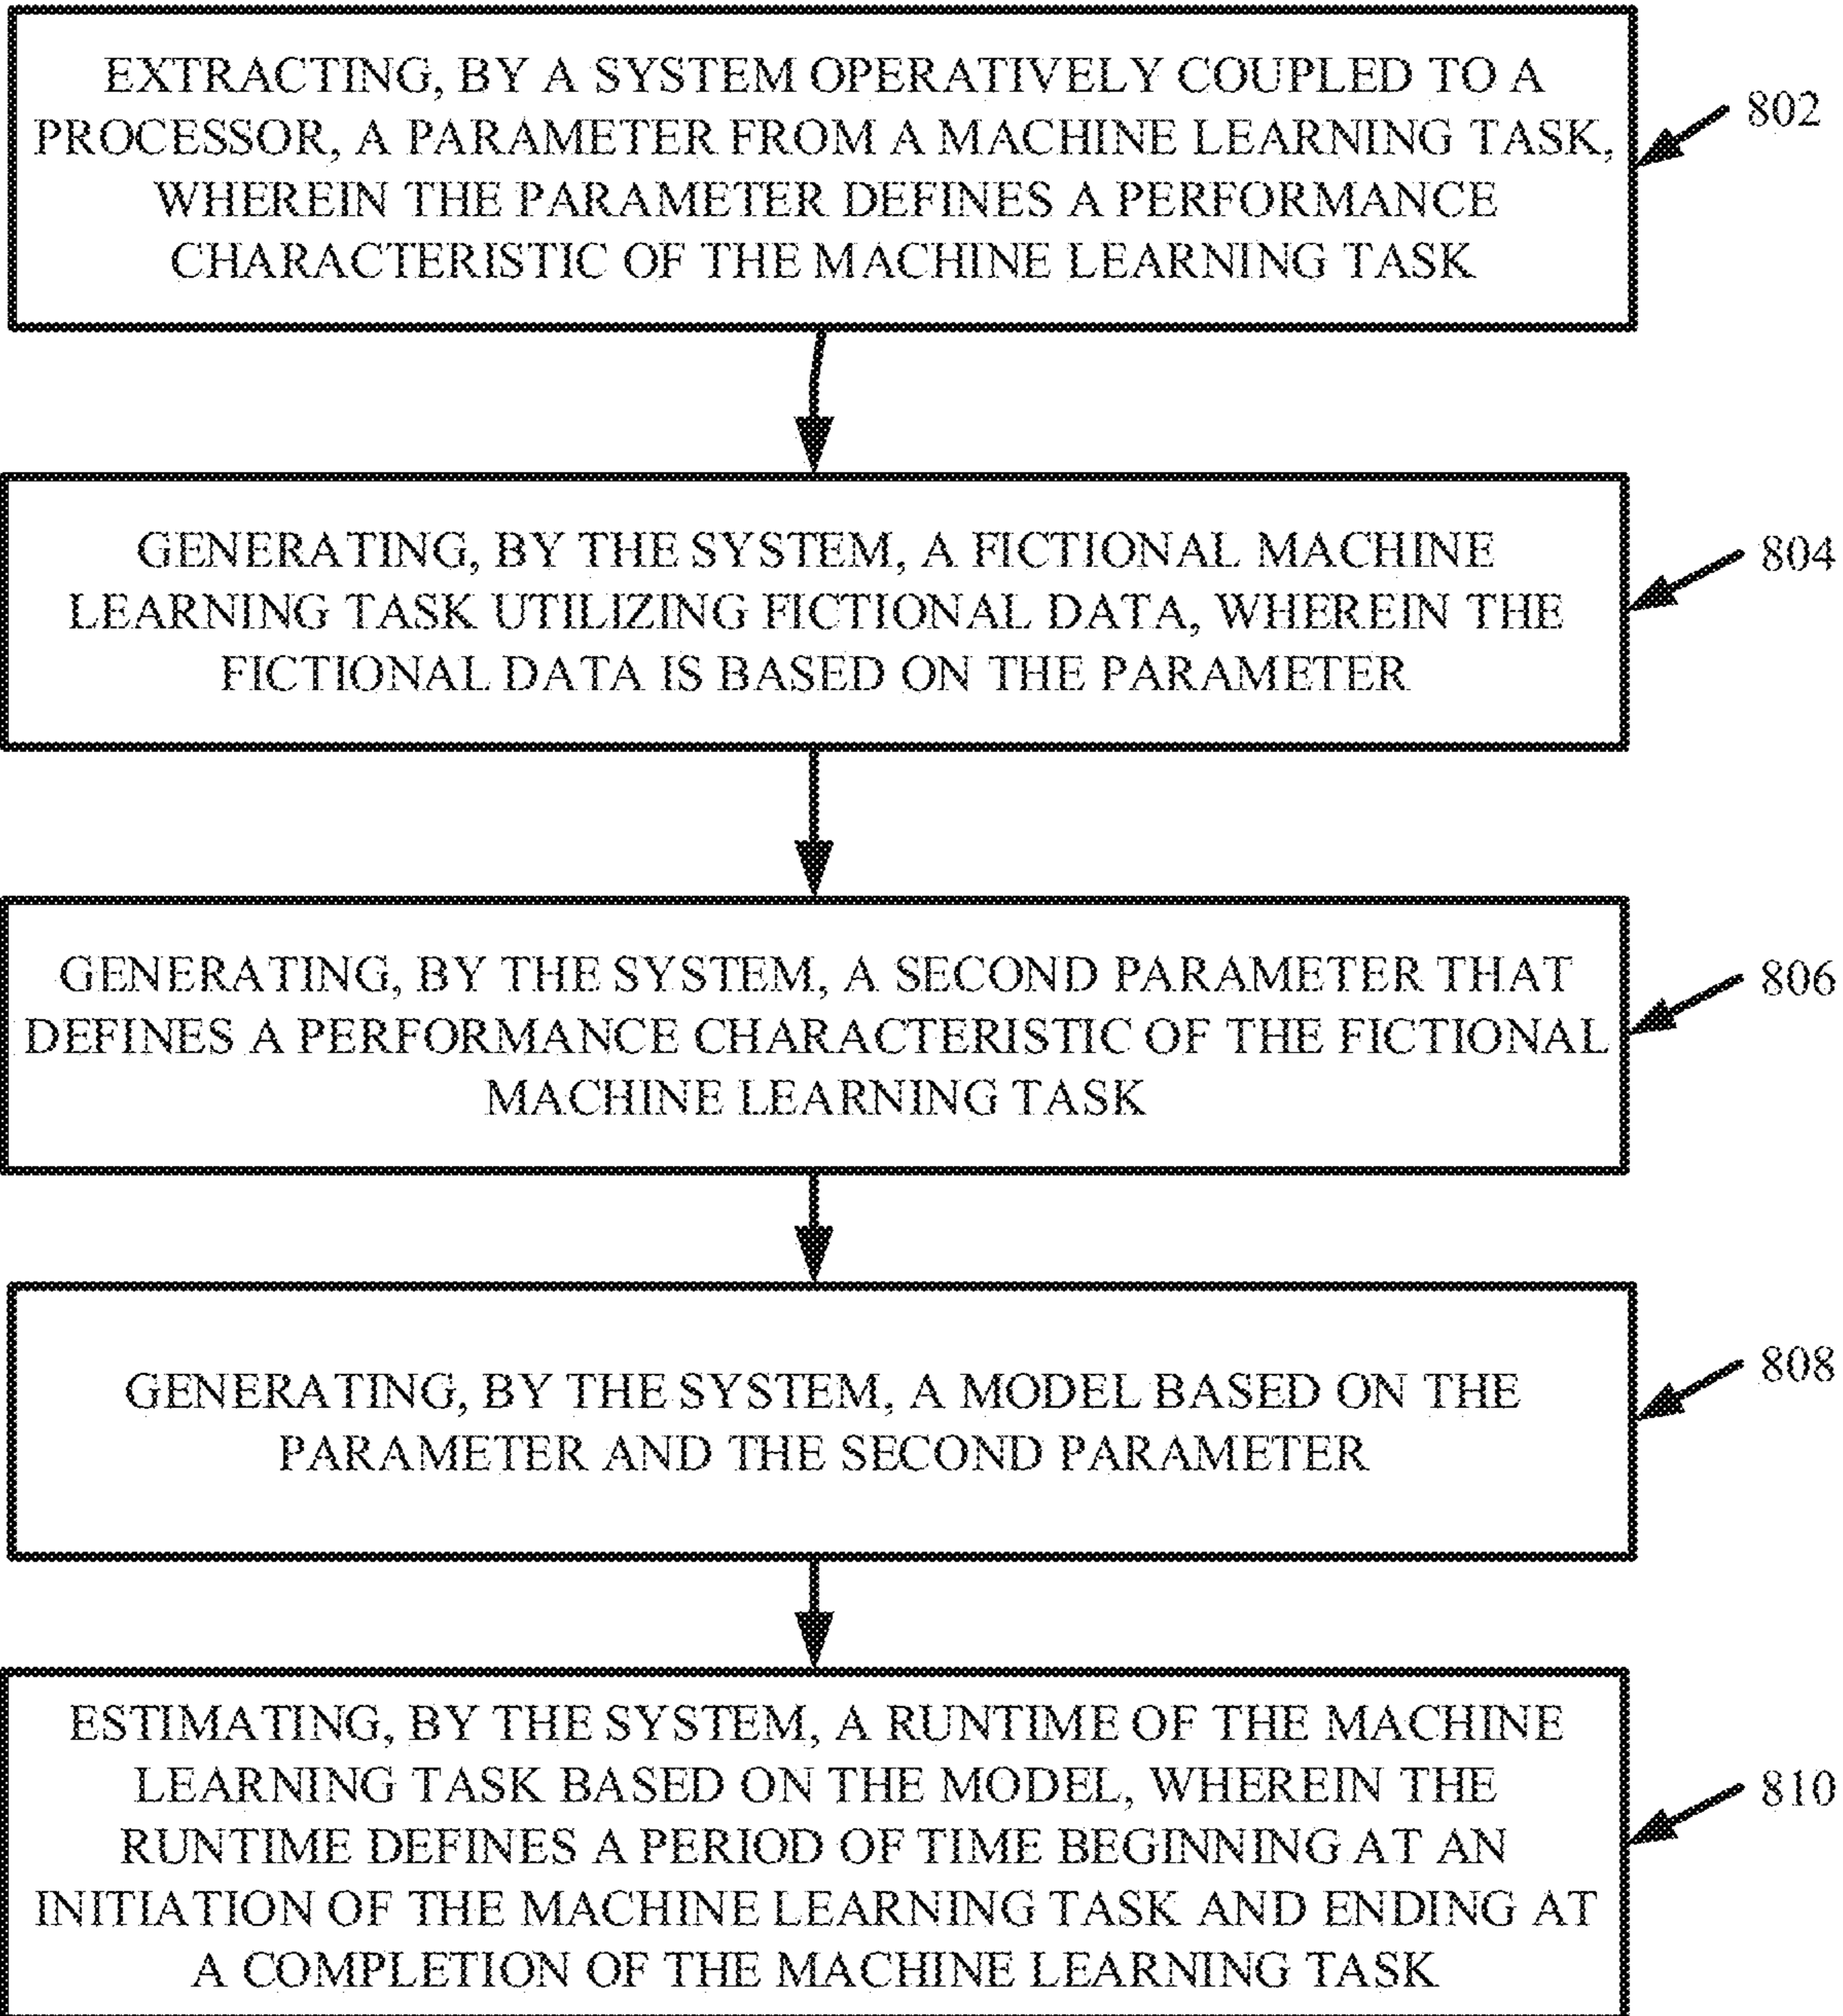 EXTRACTING, BY A SYSTEM OPERATIVELY COUPLED TO A
PROCESSOR, A PARAMETER FROM A MACHINE LEARNING TASK,
WHEREIN THE PARAMETER DEFINES A PERFORMANCE
CHARACTERISTIC OF THE MACHINE LEARNING TASK
802
GENERATING, BY THE SYSTEM, A FICTIONAL MACHINE
LEARNING TASK UTILIZING FICTIONAL DATA, WHEREIN THE
FICTIONAL DATA IS BASED ON THE PARAMETER
804
GENERATING, BY THE SYSTEM, A SECOND PARAMETER THAT
DEFINES A PERFORMANCE CHARACTERISTIC OF THE FICTIONAL
MACHINE LEARNING TASK
806
GENERATING, BY THE SYSTEM, A MODEL BASED ON THE
PARAMETER AND THE SECOND PARAMETER
808
ESTIMATING, BY THE SYSTEM, A RUNTIME OF THE MACHINE
LEARNING TASK BASED ON THE MODEL, WHEREIN THE
RUNTIME DEFINES A PERIOD OF TIME BEGINNING AT AN
INITIATION OF THE MACHINE LEARNING TASK AND ENDING AT
A COMPLETION OF THE MACHINE LEARNING TASK
810